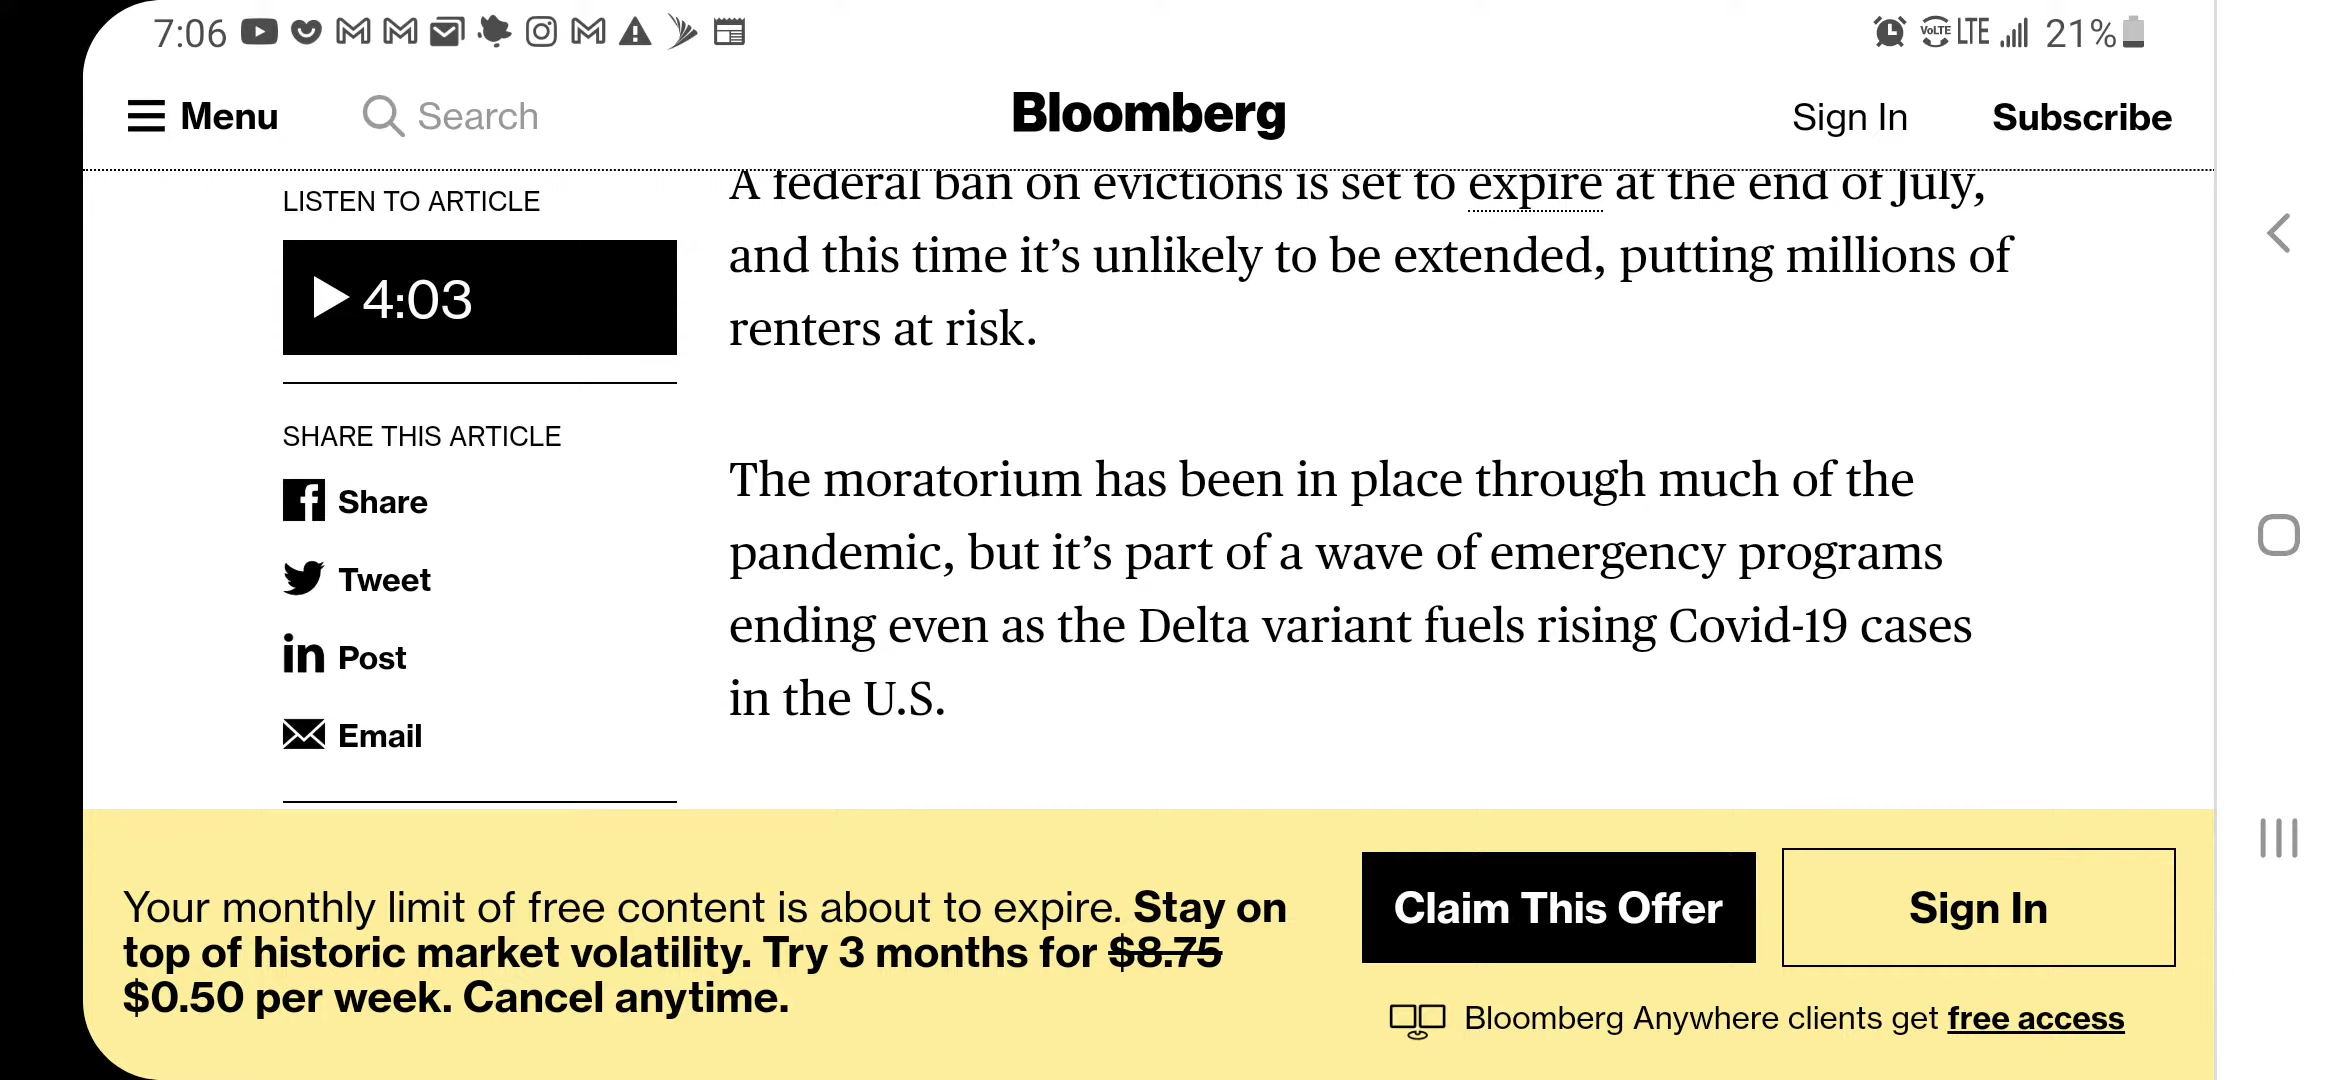 7:06
VoLTE LTE 21%
Menu Search Bloomberg Sign In Subscribe
LISTEN TO ARTICLE
4:03
SHARE THIS ARTICLE
Share
Tweet
in Post
Email
A federal ban on evictions is set to expire at the end of July,
and this time it’s unlikely to be extended, putting millions of
renters at risk.
The moratorium has been in place through much of the
pandemic, but it’s part of a wave of emergency programs
ending even as the Delta variant fuels rising Covid-19 cases
in the U.S.
Your monthly limit of free content is about to expire. Stay on
top of historic market volatility. Try 3 months for $8.75
$0.50 per week. Cancel anytime.
Claim This Offer
Sign In
Bloomberg Anywhere clients get free access